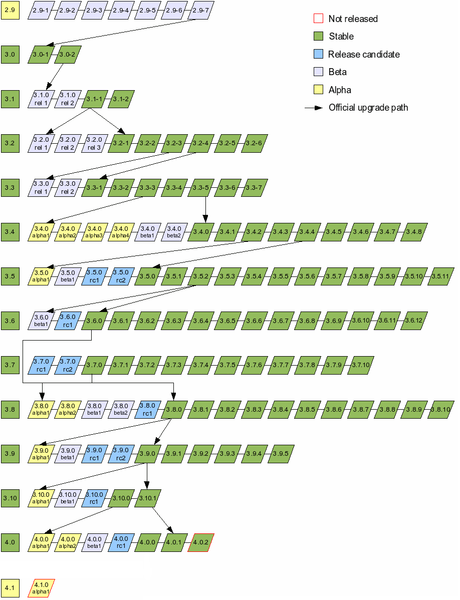 2.9 2.9-1 2.9-2 2.9-3 2.9-4 2.9-5 2.9-6 2.9-7
Not released
Stable
Release candidate
Beta
Alpha
Official upgrade path
3.0 3.0-1 3.0-2
3.1 3.1.0 rel 1 3.1.0 rel 2 3.1-1 3.1-2
3.2 3.2.0 rel 1 3.2.0 rel 2 3.2.0 rel 3 3.2-1 3.2-2 3.2-3 3.2-4 3.2-5 3.2-6
3.3 3.3.0 rel 1 3.3.0 rel 2 3.3-1 3.3-2 3.3-3 3.3-4 3.3-5 3.3-6 3.3-7
3.4 3.4.0 alpha1 3.4.0 alpha2 3.4.0 alpha3 3.4.0 alpha4 3.4.0 beta1 3.4.0 beta2 3.4.0 3.4.1 3.4.2 3.4.3 3.4.4 3.4.5 3.4.6 3.4.7 3.4.8
3.5 3.5.0 alpha1 3.5.0 beta1 3.5.0 rc1 3.5.0 rc2 3.5.0 3.5.1 3.5.2 3.5.3 3.5.4 3.5.5 3.5.6 3.5.7 3.5.8 3.5.9 3.5.10 3.5.11
3.6 3.6.0 beta1 3.6.0 rc1 3.6.0 3.6.1 3.6.2 3.6.3 3.6.4 3.6.5 3.6.6 3.6.7 3.6.8 3.6.9 3.6.10 3.6.11 3.6.12
3.7 3.7.0 rc1 3.7.0 rc2 3.7.0 3.7.1 3.7.2 3.7.3 3.7.4 3.7.5 3.7.6 3.7.7 3.7.8 3.7.9 3.7.10
3.8 3.8.0 alpha1 3.8.0 alpha2 3.8.0 beta1 3.8.0 beta2 3.8.0 rc1 3.8.0 3.8.1 3.8.2 3.8.3 3.8.4 3.8.5 3.8.6 3.8.7 3.8.8 3.8.9 3.8.10
3.9 3.9.0 alpha1 3.9.0 beta1 3.9.0 rc1 3.9.0 rc2 3.9.0 3.9.1 3.9.2 3.9.3 3.9.4 3.9.5
3.10 3.10.0 alpha1 3.10.0 beta1 3.10.0 rc1 3.10.0 3.10.1
4.0 4.0.0 alpha1 4.0.0 alpha2 4.0.0 beta1 4.0.0 rc1 4.0.0 4.0.1 4.0.2
4.1 4.1.0 alpha1